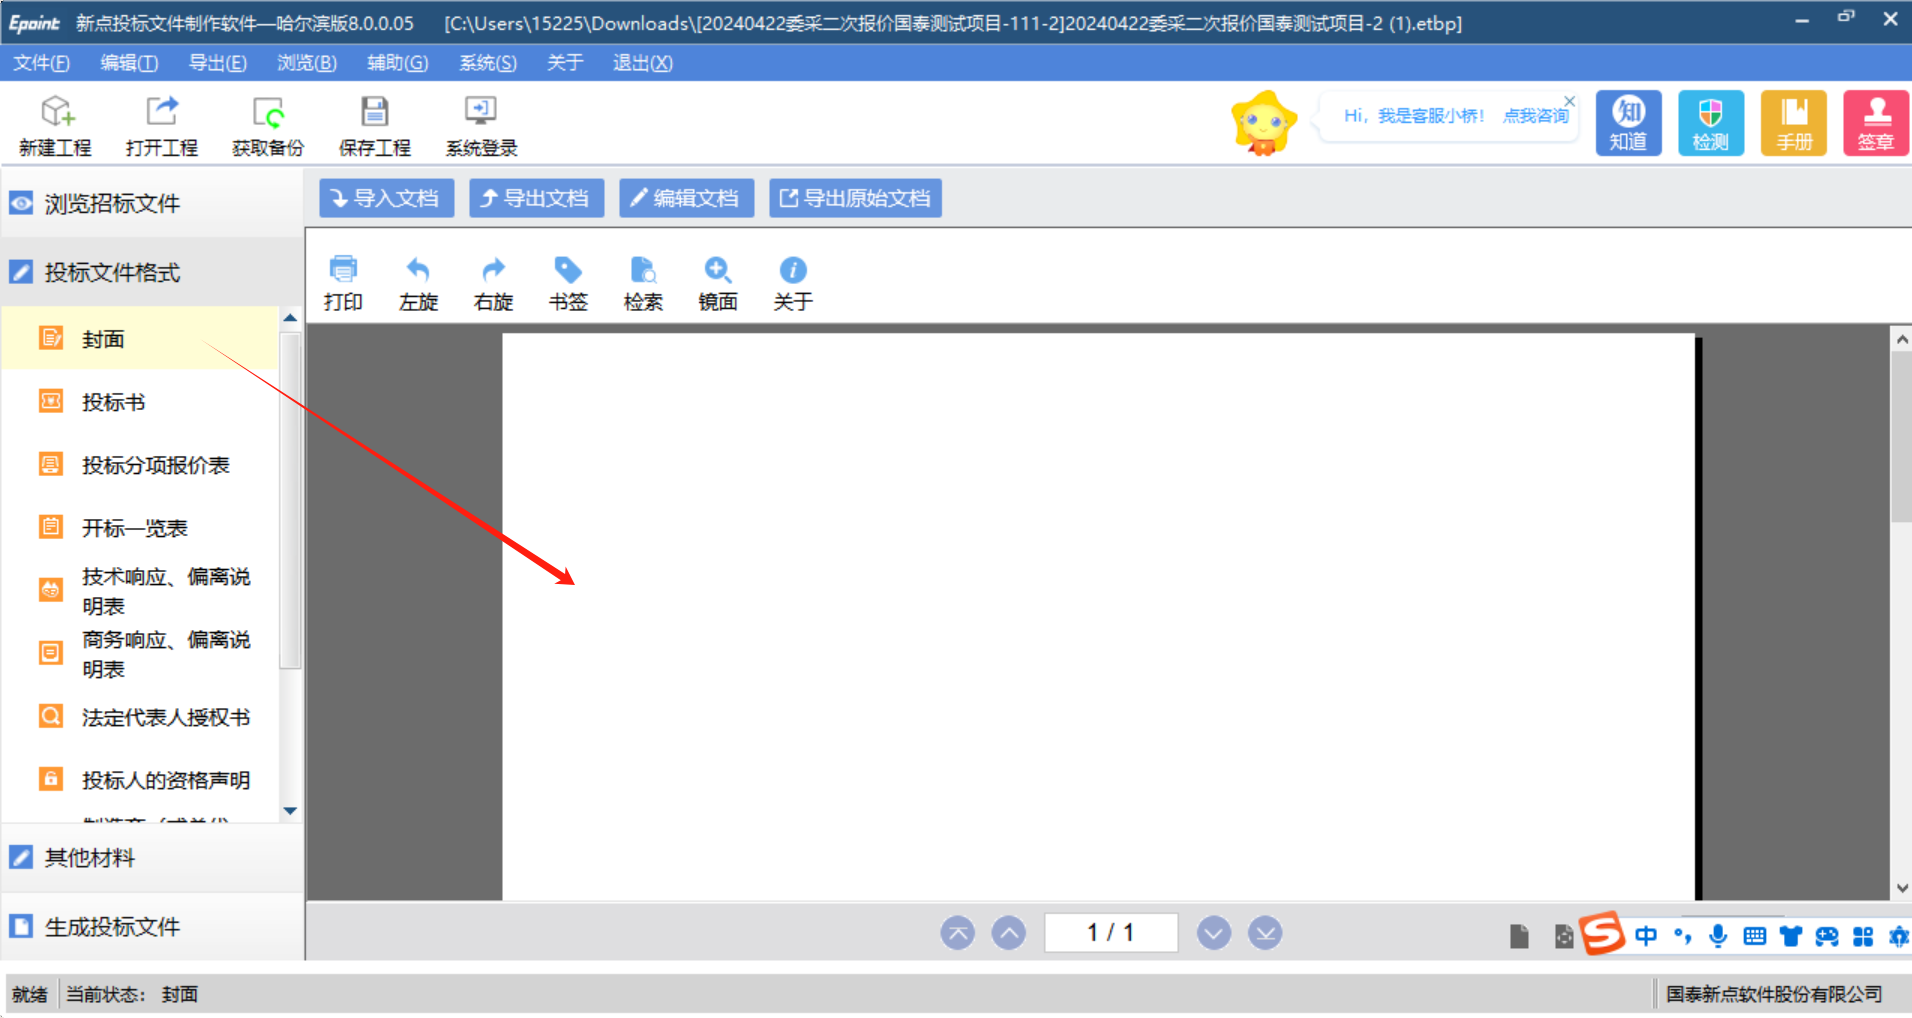 Epoint 新点投标文件制作软件—哈尔滨版8.0.0.05 [C:\Users\15225\Downloads\[20240422委采二次报价国泰测试项目-111-2]20240422委采二次报价国泰测试项目-2 (1).etbp]
文件(F) 编辑(T) 导出(E) 浏览(B) 辅助(G) 系统(S) 关于 退出(X)
新建工程 打开工程 获取备份 保存工程 系统登录
Hi，我是客服小桥！ 点我咨询
知 知道 检测 手册 签章
浏览招标文件
导入文档 导出文档 编辑文档 导出原始文档
投标文件格式
打印 左旋 右旋 书签 检索 镜面 关于
封面
投标书
投标分项报价表
开标一览表
技术响应、偏离说
明表
商务响应、偏离说
明表
法定代表人授权书
投标人的资格声明
其他材料
生成投标文件
1 / 1
中
就绪 当前状态： 封面
国泰新点软件股份有限公司